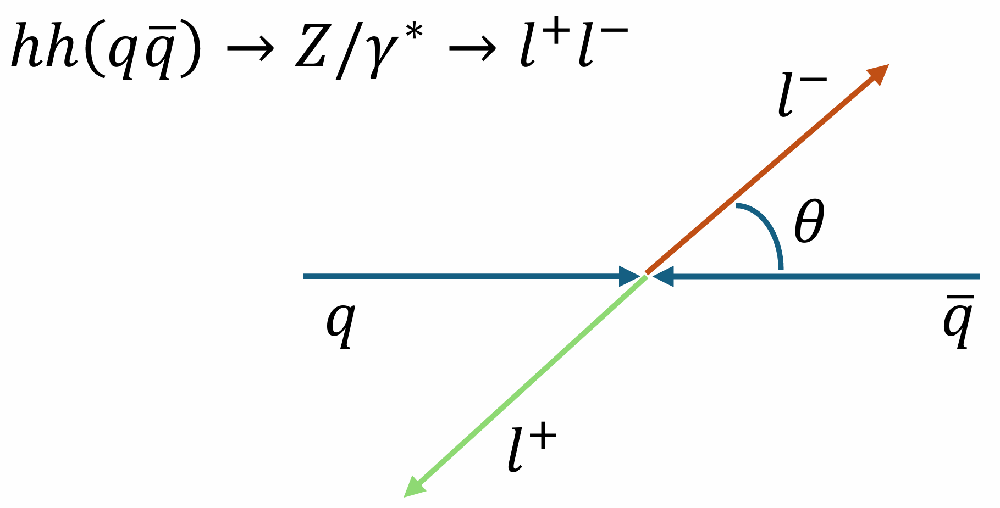 hh(qq̅) → Z/γ* → l⁺l⁻
l⁻
θ
q
q̅
l⁺